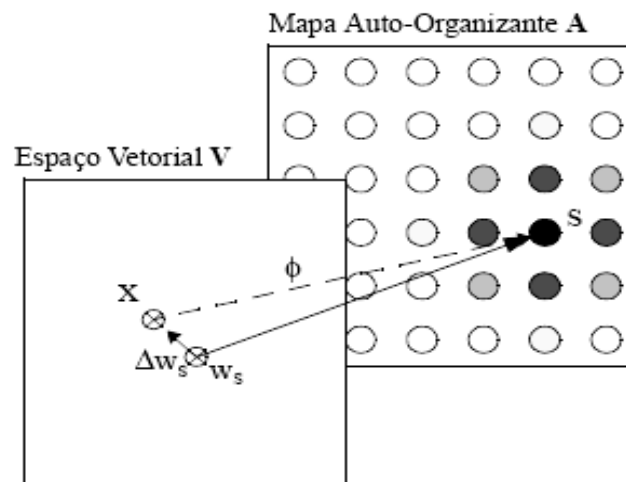 Mapa Auto-Organizante A
Espaço Vetorial V
S
ϕ
X
Δws ws